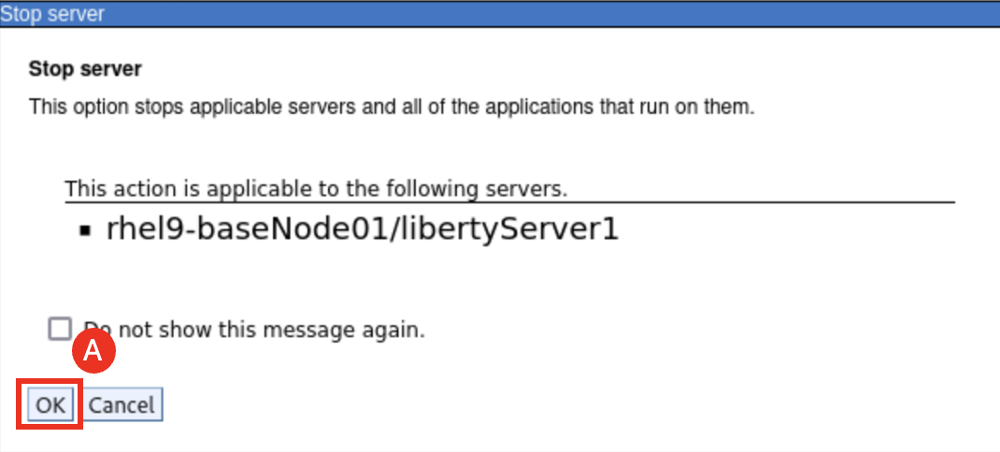 Stop server
Stop server
This option stops applicable servers and all of the applications that run on them.
This action is applicable to the following servers.
▪ rhel9-baseNode01/libertyServer1
Do not show this message again.
A
OK Cancel